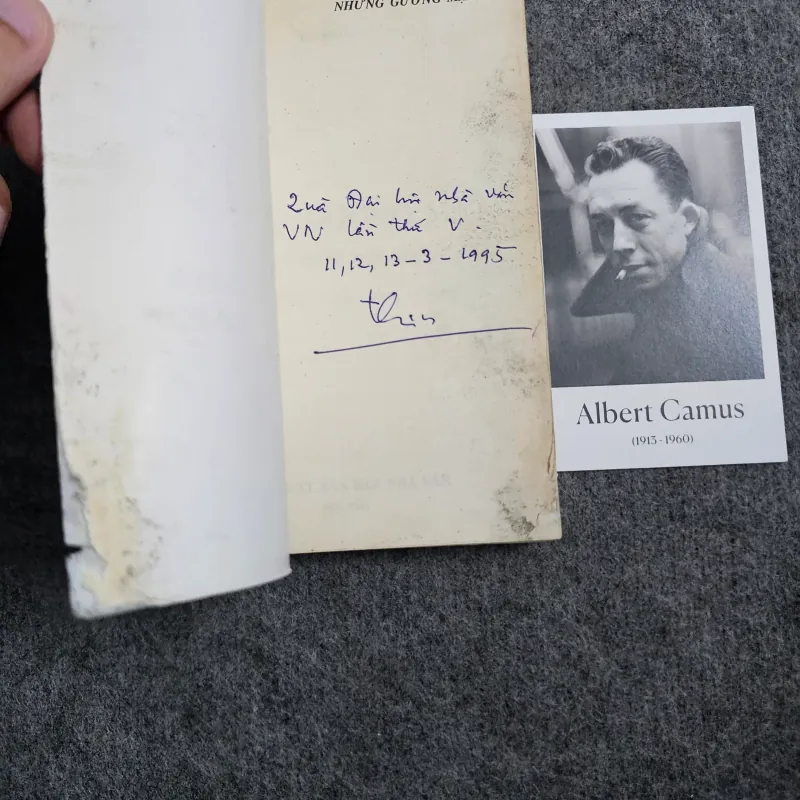 NHỮNG GƯƠNG MẶ
Quà Đại hội nhà văn
VN lần thứ V.
11, 12, 13 - 3 - 1995
Albert Camus
(1913 - 1960)